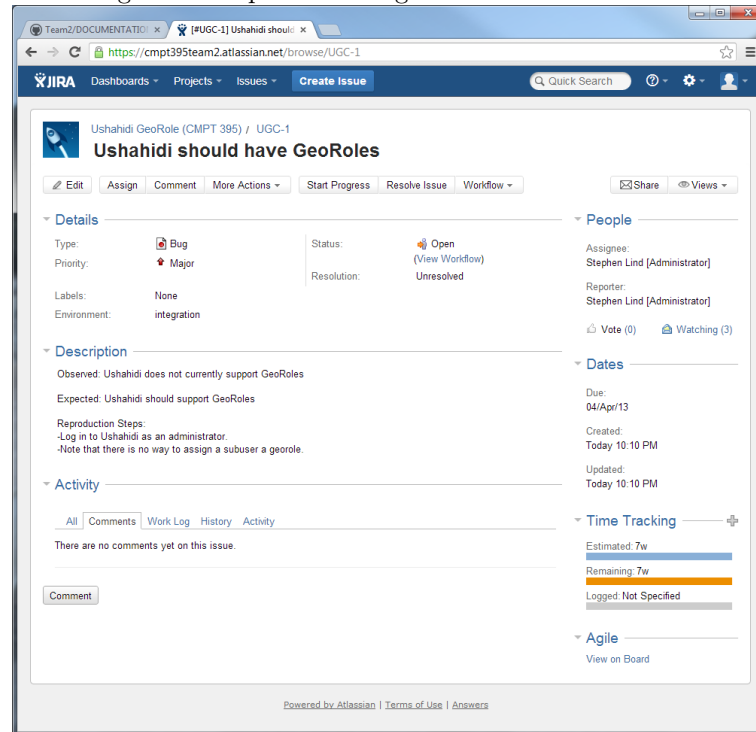 Team2/DOCUMENTATIO
[#UGC-1] Ushahidi should
https://cmpt395team2.atlassian.net/browse/UGC-1
JIRA Dashboards Projects Issues Create Issue Quick Search
Ushahidi GeoRole (CMPT 395) / UGC-1
Ushahidi should have GeoRoles
Edit Assign Comment More Actions Start Progress Resolve Issue Workflow Share Views
Details
Type: Bug
Priority: Major
Labels: None
Environment: integration
Status: Open
(View Workflow)
Resolution: Unresolved
Description
Observed: Ushahidi does not currently support GeoRoles
Expected: Ushahidi should support GeoRoles
Reproduction Steps:
-Log in to Ushahidi as an administrator.
-Note that there is no way to assign a subuser a georole.
Activity
All Comments Work Log History Activity
There are no comments yet on this issue.
Comment
People
Assignee:
Stephen Lind [Administrator]
Reporter:
Stephen Lind [Administrator]
Vote (0) Watching (3)
Dates
Due:
04/Apr/13
Created:
Today 10:10 PM
Updated:
Today 10:10 PM
Time Tracking
Estimated: 7w
Remaining: 7w
Logged: Not Specified
Agile
View on Board
Powered by Atlassian | Terms of Use | Answers